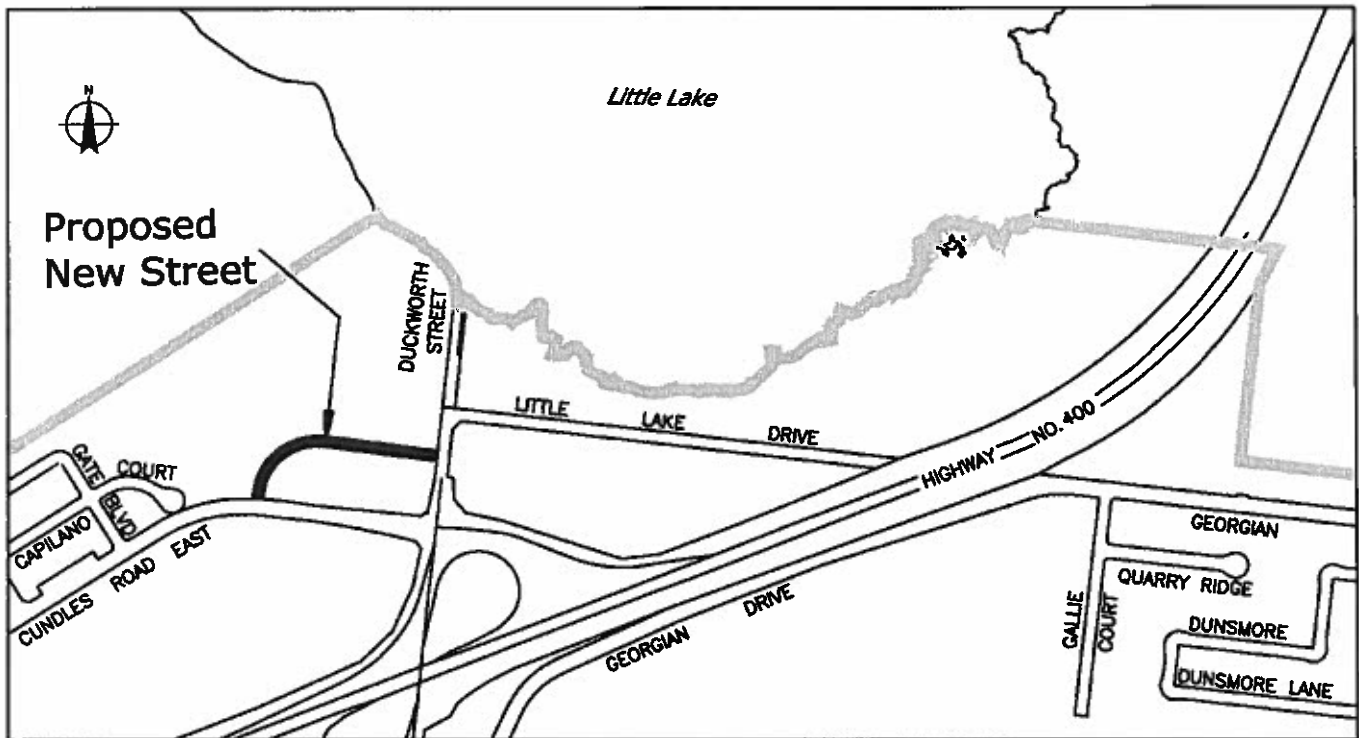 N
Little Lake
Proposed
New Street
DUCKWORTH
STREET
LITTLE LAKE DRIVE
HIGHWAY NO. 400
GATE
BLVD
COURT
CAPILANO
CUNDLES ROAD EAST
GEORGIAN DRIVE
GEORGIAN
QUARRY RIDGE
GALLIE
COURT
DUNSMORE
DUNSMORE LANE